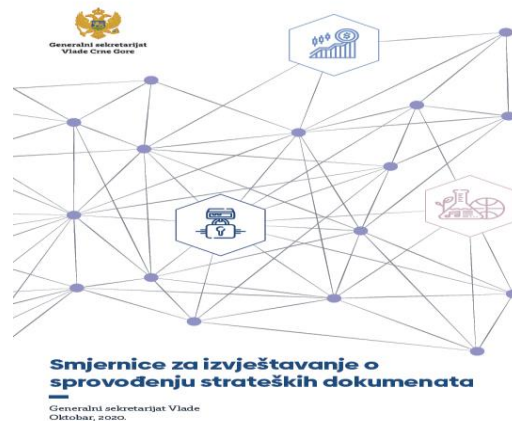 Generalni sekretarijat
Vlade Crne Gore
Smjernice za izvještavanje o
sprovođenju strateških dokumenata
Generalni sekretarijat Vlade
Oktobar, 2020.